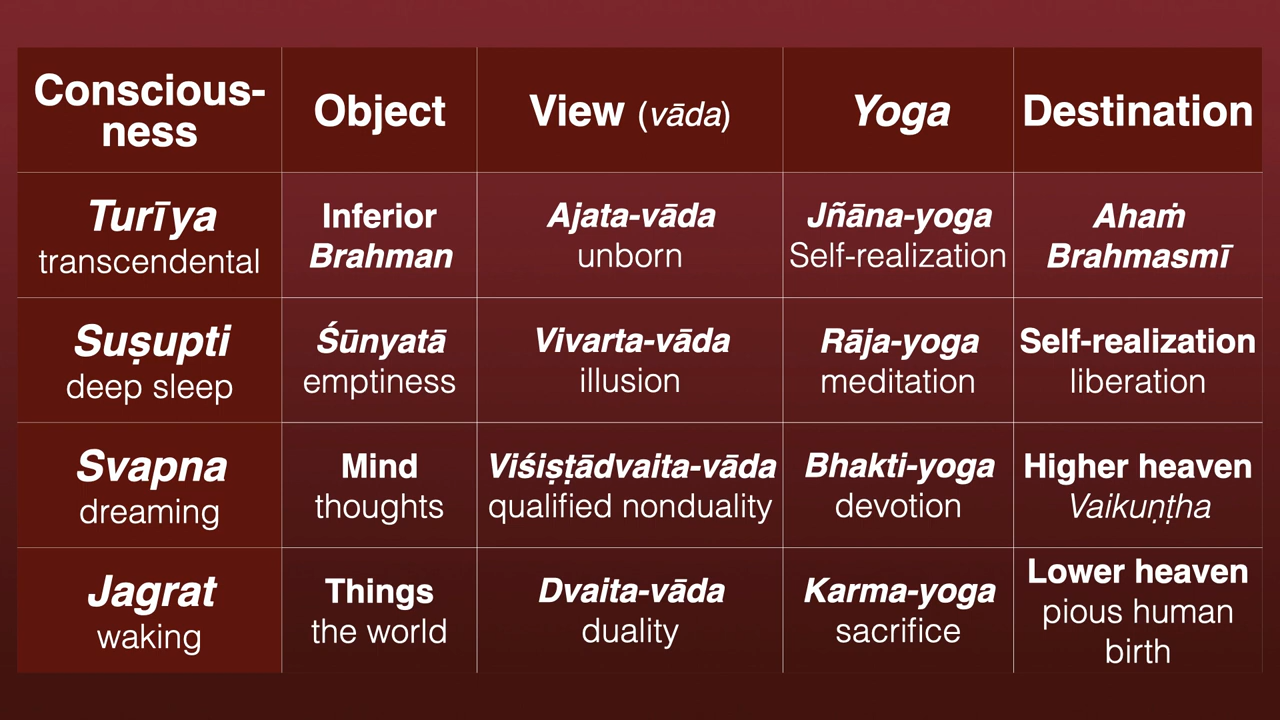 Conscious-
ness
Object
View (vāda)
Yoga
Destination
Turīya
transcendental
Inferior
Brahman
Ajata-vāda
unborn
Jñāna-yoga
Self-realization
Ahaṁ
Brahmasmī
Suṣupti
deep sleep
Śūnyatā
emptiness
Vivarta-vāda
illusion
Rāja-yoga
meditation
Self-realization
liberation
Svapna
dreaming
Mind
thoughts
Viśiṣṭādvaita-vāda
qualified nonduality
Bhakti-yoga
devotion
Higher heaven
Vaikuṇṭha
Jagrat
waking
Things
the world
Dvaita-vāda
duality
Karma-yoga
sacrifice
Lower heaven
pious human
birth